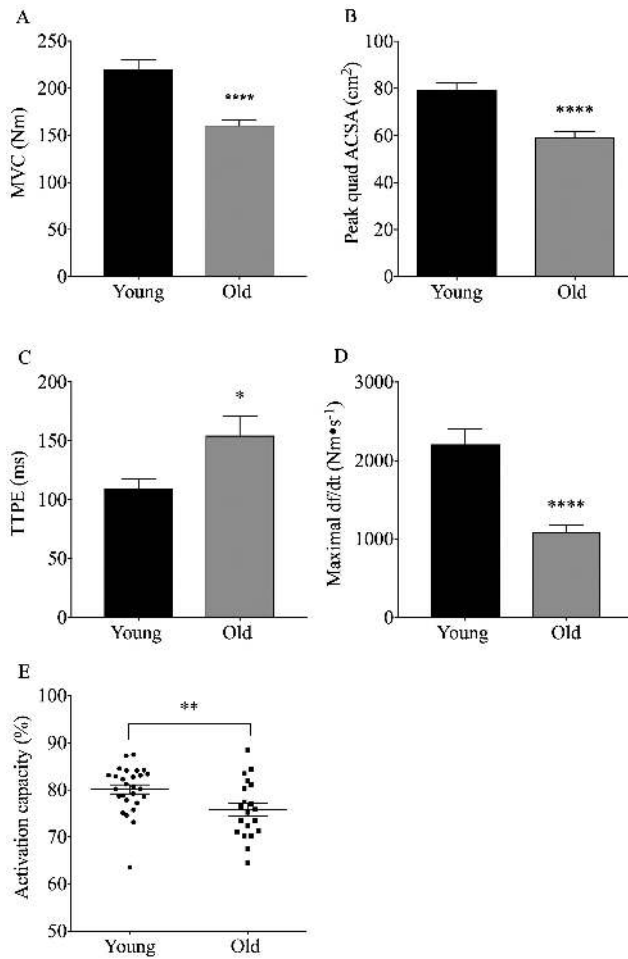 A
MVC (Nm)
250
200
150
100
50
0
****
Young Old
B
Peak quad ACSA (cm²)
100
80
60
40
20
0
****
Young Old
C
TTPE (ms)
200
150
100
50
0
*
Young Old
D
Maximal df/dt (Nm•s⁻¹)
3000
2000
1000
0
****
Young Old
E
Activation capacity (%)
100
90
80
70
60
50
**
Young Old